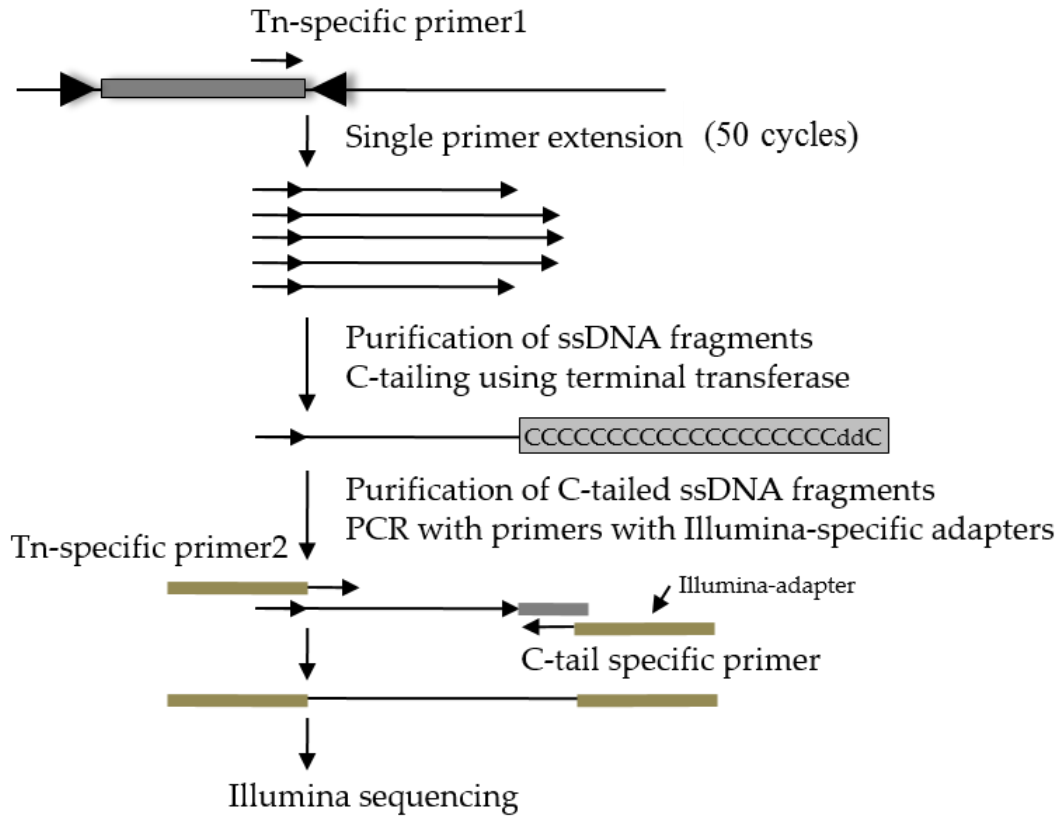 Tn-specific primer1
Single primer extension (50 cycles)
Purification of ssDNA fragments
C-tailing using terminal transferase
CCCCCCCCCCCCCCCCCCCddC
Purification of C-tailed ssDNA fragments
PCR with primers with Illumina-specific adapters
Tn-specific primer2
Illumina-adapter
C-tail specific primer
Illumina sequencing